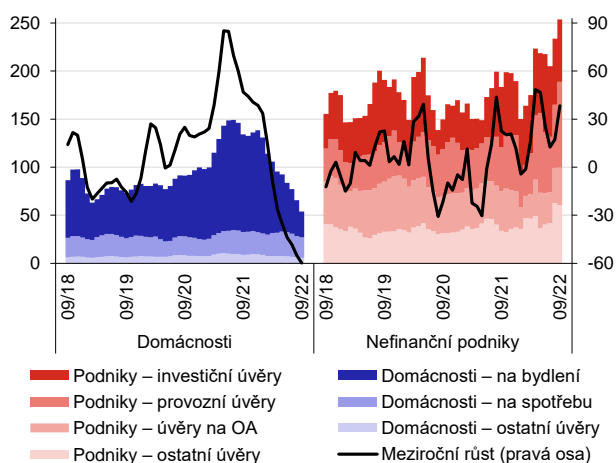 250
200
150
100
50
0
90
60
30
0
-30
-60
09/18
09/19
09/20
09/21
09/22
09/18
09/19
09/20
09/21
09/22
Domácnosti
Nefinanční podniky
Podniky – investiční úvěry
Domácnosti – na bydlení
Podniky – provozní úvěry
Domácnosti – na spotřebu
Podniky – úvěry na OA
Domácnosti – ostatní úvěry
Podniky – ostatní úvěry
Meziroční růst (pravá osa)